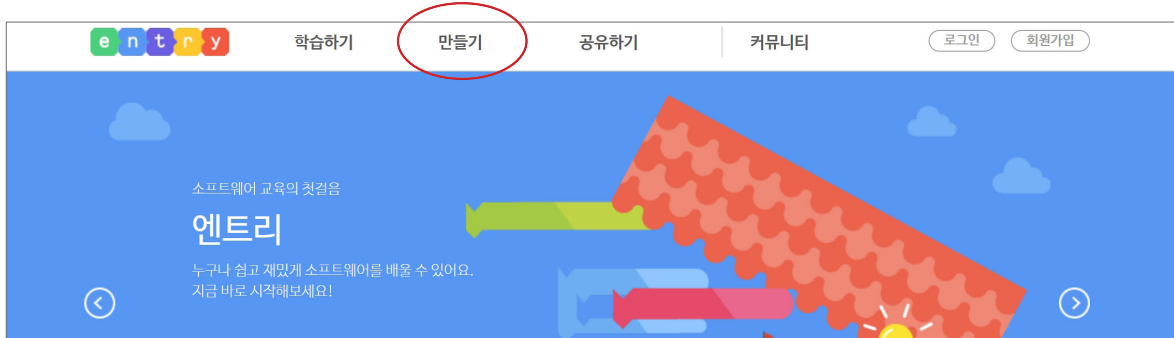 entry 학습하기 만들기 공유하기 커뮤니티 로그인 회원가입
소프트웨어 교육의 첫걸음
엔트리
누구나 쉽고 재밌게 소프트웨어를 배울 수 있어요.
지금 바로 시작해보세요!